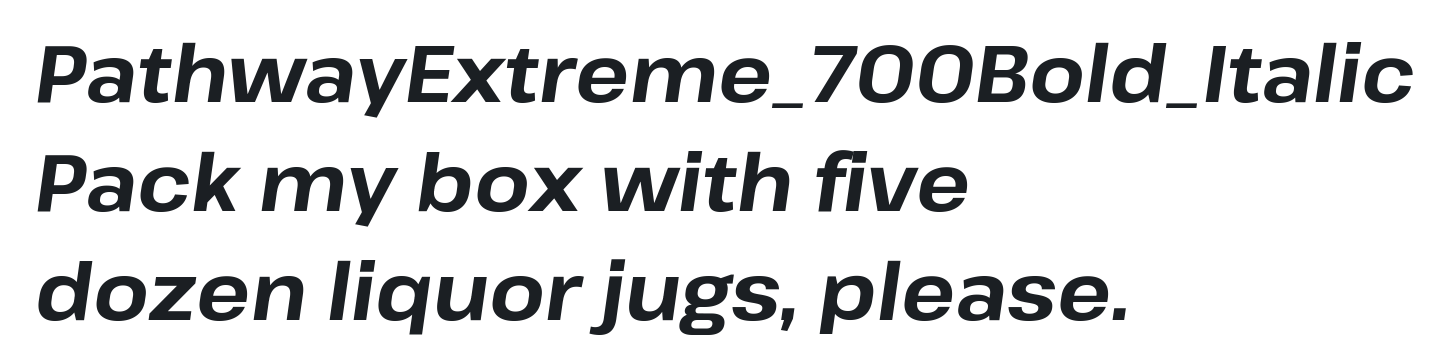 PathwayExtreme_700Bold_Italic
Pack my box with five
dozen liquor jugs, please.